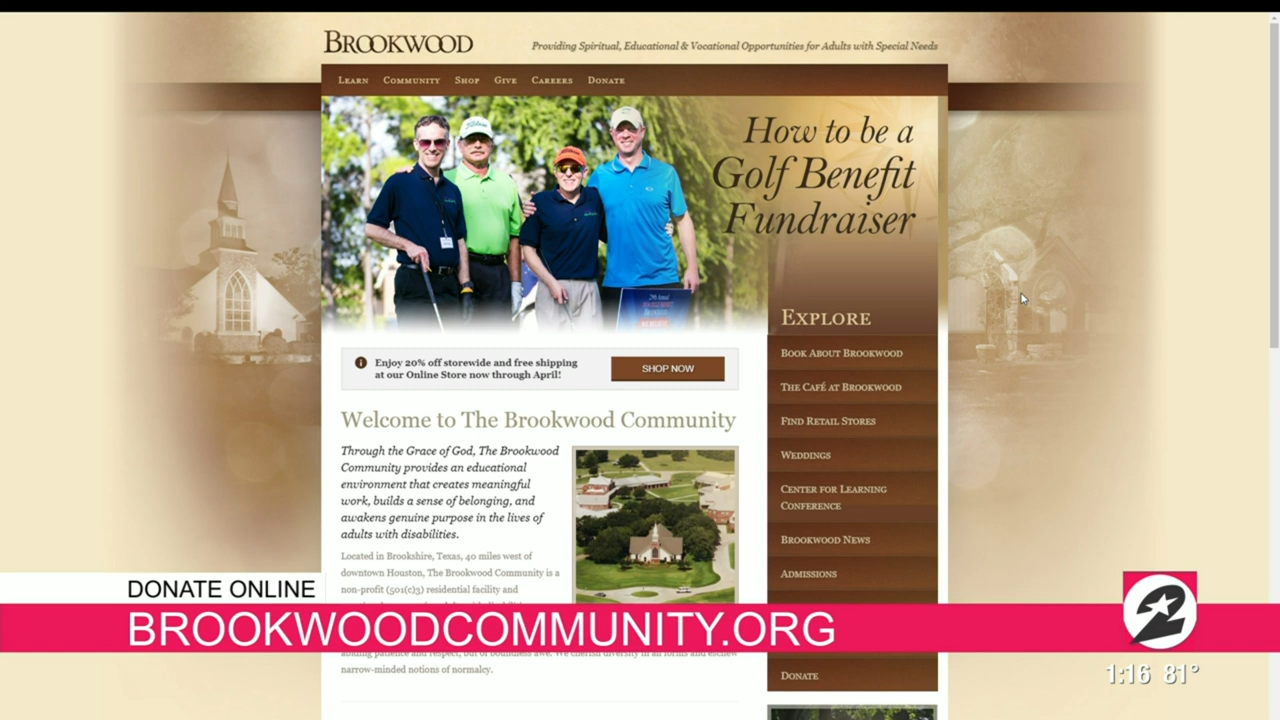 BROOKWOOD
Providing Spiritual, Educational & Vocational Opportunities for Adults with Special Needs
LEARN COMMUNITY SHOP GIVE CAREERS DONATE
How to be a
Golf Benefit
Fundraiser
EXPLORE
BOOK ABOUT BROOKWOOD
THE CAFÉ AT BROOKWOOD
FIND RETAIL STORES
WEDDINGS
CENTER FOR LEARNING
CONFERENCE
BROOKWOOD NEWS
ADMISSIONS
DONATE
Enjoy 20% off storewide and free shipping
at our Online Store now through April!
SHOP NOW
Welcome to The Brookwood Community
Through the Grace of God, The Brookwood
Community provides an educational
environment that creates meaningful
work, builds a sense of belonging, and
awakens genuine purpose in the lives of
adults with disabilities.
Located in Brookshire, Texas, 40 miles west of
downtown Houston, The Brookwood Community is a
non-profit (501(c)3) residential facility and
narrow-minded notions of normalcy.
DONATE ONLINE
BROOKWOODCOMMUNITY.ORG
2
1:16 81°